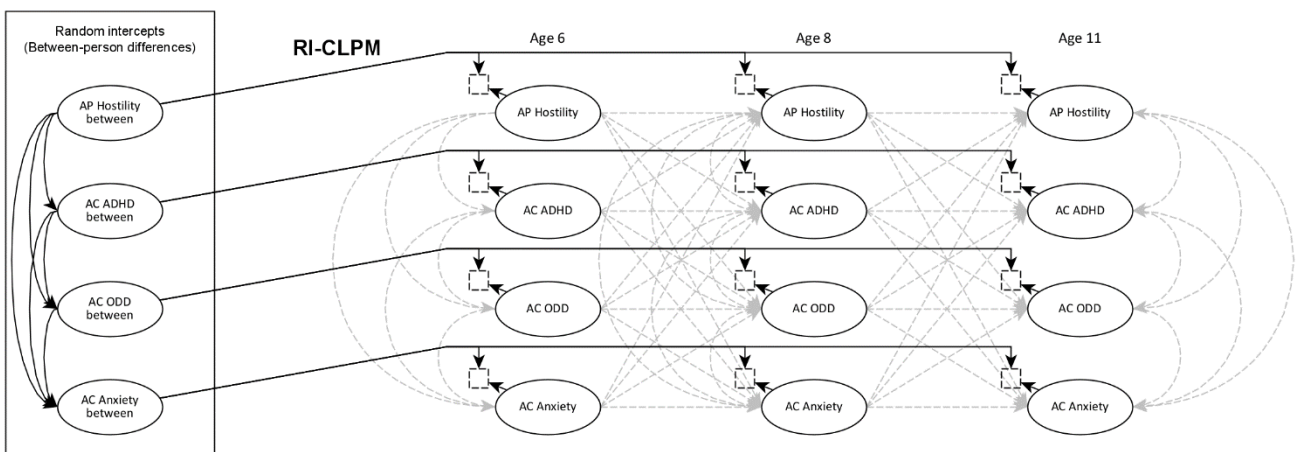 Random intercepts
(Between-person differences)
RI-CLPM
Age 6
Age 8
Age 11
AP Hostility
between
AP Hostility
AP Hostility
AP Hostility
AC ADHD
between
AC ADHD
AC ADHD
AC ADHD
AC ODD
between
AC ODD
AC ODD
AC ODD
AC Anxiety
between
AC Anxiety
AC Anxiety
AC Anxiety